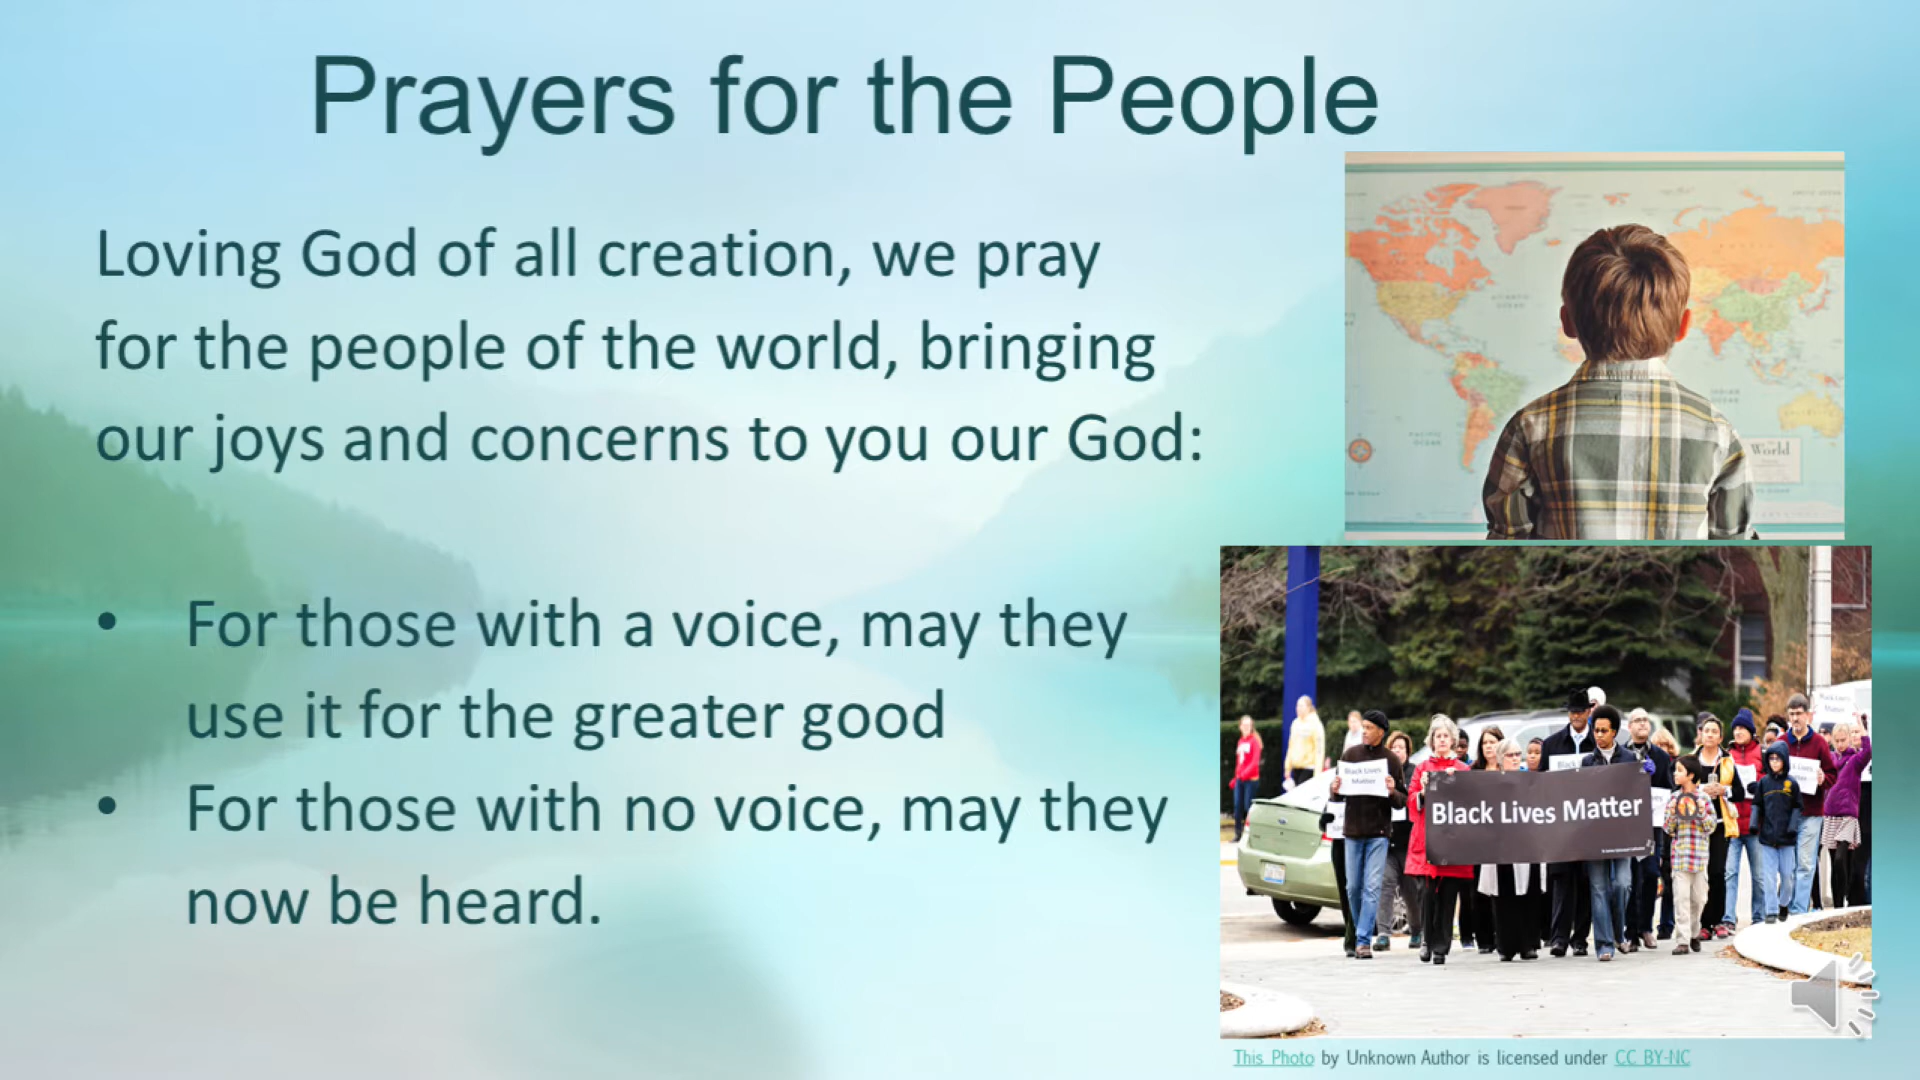 Prayers for the People
Loving God of all creation, we pray
for the people of the world, bringing
our joys and concerns to you our God:
• For those with a voice, may they
use it for the greater good
• For those with no voice, may they
now be heard.
World
Black Lives
Matter
Black Lives Matter
This Photo by Unknown Author is licensed under CC BY-NC